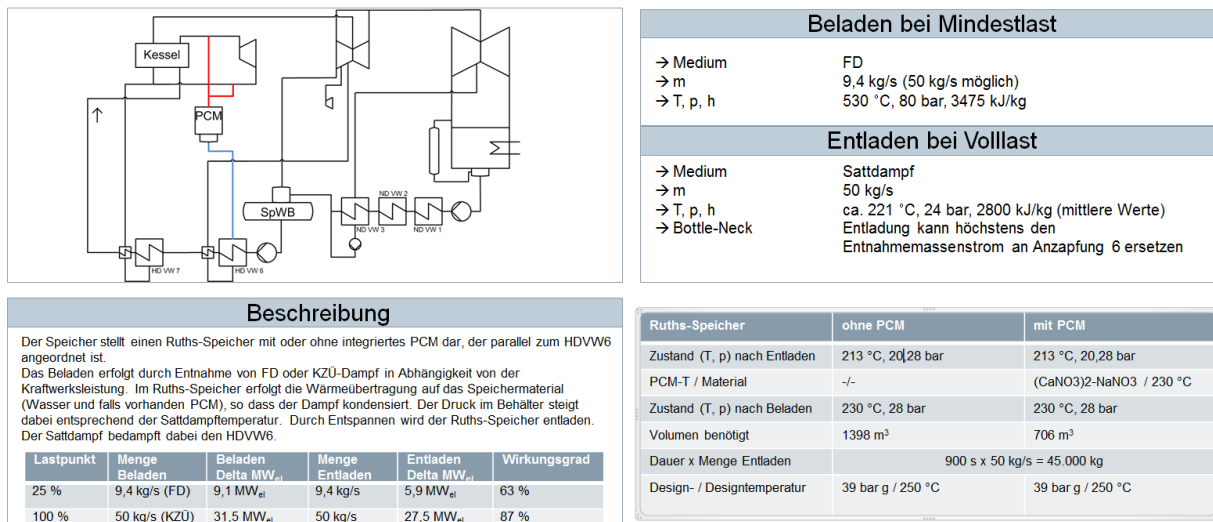 Kessel
PCM
SpWB
ND VW 2
ND VW 3
ND VW 1
HD VW 7
HD VW 6
Beladen bei Mindestlast
→ Medium FD
→ m 9,4 kg/s (50 kg/s möglich)
→ T, p, h 530 °C, 80 bar, 3475 kJ/kg
Entladen bei Volllast
→ Medium Sattdampf
→ m 50 kg/s
→ T, p, h ca. 221 °C, 24 bar, 2800 kJ/kg (mittlere Werte)
→ Bottle-Neck Entladung kann höchstens den
Entnahmemassenstrom an Anzapfung 6 ersetzen
Beschreibung
Der Speicher stellt einen Ruths-Speicher mit oder ohne integriertes PCM dar, der parallel zum HDVW6
angeordnet ist.
Das Beladen erfolgt durch Entnahme von FD oder KZÜ-Dampf in Abhängigkeit von der
Kraftwerksleistung. Im Ruths-Speicher erfolgt die Wärmeübertragung auf das Speichermaterial
(Wasser und falls vorhanden PCM), so dass der Dampf kondensiert. Der Druck im Behälter steigt
dabei entsprechend der Sattdampftemperatur. Durch Entspannen wird der Ruths-Speicher entladen.
Der Sattdampf bedampft dabei den HDVW6.
Lastpunkt Menge Beladen Menge Entladen Wirkungsgrad
Beladen Delta MWel Entladen Delta MWel
25 % 9,4 kg/s (FD) 9,1 MWel 9,4 kg/s 5,9 MWel 63 %
100 % 50 kg/s (KZÜ) 31,5 MWel 50 kg/s 27,5 MWel 87 %
Ruths-Speicher ohne PCM mit PCM
Zustand (T, p) nach Entladen 213 °C, 20,28 bar 213 °C, 20,28 bar
PCM-T / Material -/- (CaNO3)2-NaNO3 / 230 °C
Zustand (T, p) nach Beladen 230 °C, 28 bar 230 °C, 28 bar
Volumen benötigt 1398 m³ 706 m³
Dauer x Menge Entladen 900 s x 50 kg/s = 45.000 kg
Design- / Designtemperatur 39 bar g / 250 °C 39 bar g / 250 °C